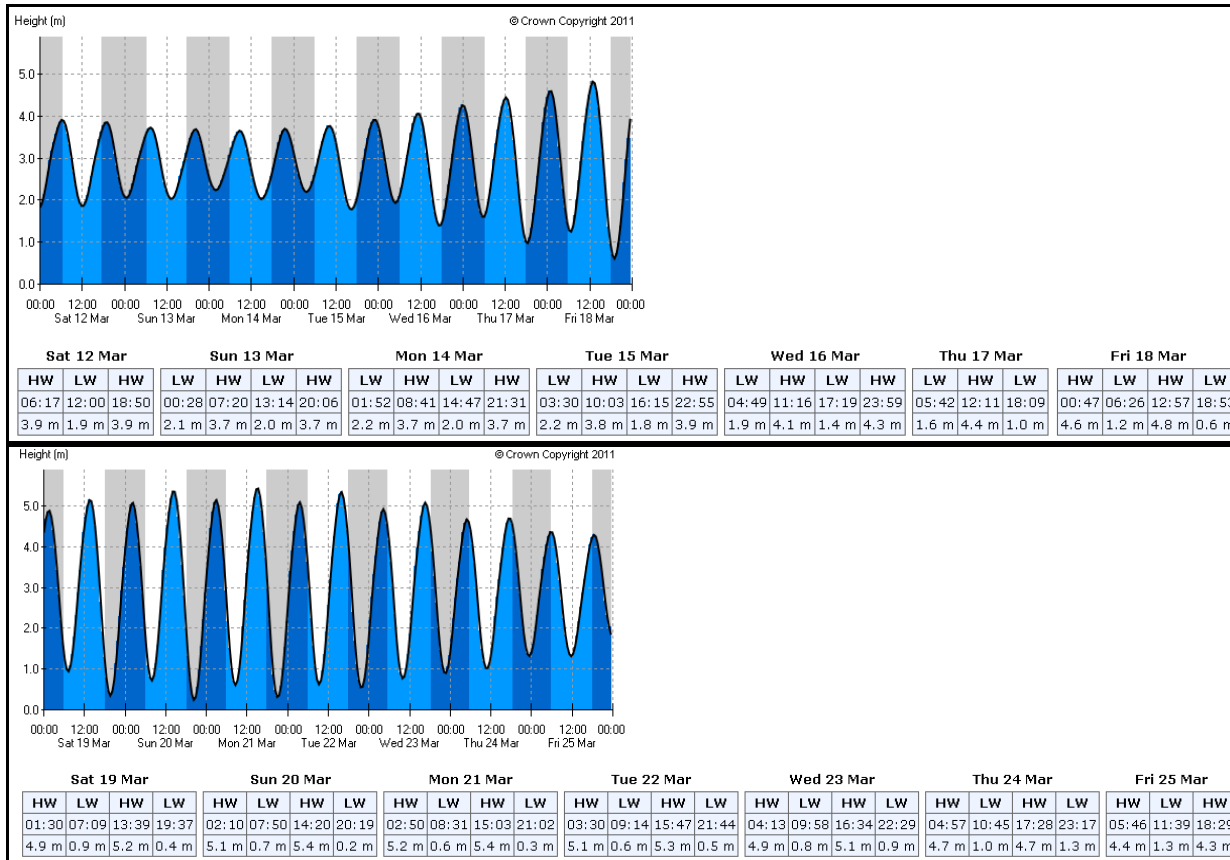 Height (m) © Crown Copyright 2011
5.0
4.0
3.0
2.0
1.0
0.0
00:00 12:00 00:00 12:00 00:00 12:00 00:00 12:00 00:00 12:00 00:00 12:00 00:00 12:00 00:00
Sat 12 Mar Sun 13 Mar Mon 14 Mar Tue 15 Mar Wed 16 Mar Thu 17 Mar Fri 18 Mar
Sat 12 Mar Sun 13 Mar Mon 14 Mar Tue 15 Mar Wed 16 Mar Thu 17 Mar Fri 18 Mar
HW LW HW LW HW LW HW LW HW LW HW LW HW LW HW LW HW LW HW LW HW LW HW LW HW LW
06:17 12:00 18:50 00:28 07:20 13:14 20:06 01:52 08:41 14:47 21:31 03:30 10:03 16:15 22:55 04:49 11:16 17:19 23:59 05:42 12:11 18:09 00:47 06:26 12:57 18:53
3.9 m 1.9 m 3.9 m 2.1 m 3.7 m 2.0 m 3.7 m 2.2 m 3.7 m 2.0 m 3.7 m 2.2 m 3.8 m 1.8 m 3.9 m 1.9 m 4.1 m 1.4 m 4.3 m 1.6 m 4.4 m 1.0 m 4.6 m 1.2 m 4.8 m 0.6 m
Height (m) © Crown Copyright 2011
5.0
4.0
3.0
2.0
1.0
0.0
00:00 12:00 00:00 12:00 00:00 12:00 00:00 12:00 00:00 12:00 00:00 12:00 00:00 12:00 00:00
Sat 19 Mar Sun 20 Mar Mon 21 Mar Tue 22 Mar Wed 23 Mar Thu 24 Mar Fri 25 Mar
Sat 19 Mar Sun 20 Mar Mon 21 Mar Tue 22 Mar Wed 23 Mar Thu 24 Mar Fri 25 Mar
HW LW HW LW HW LW HW LW HW LW HW LW HW LW HW LW HW LW HW LW HW LW HW LW HW LW HW
01:30 07:09 13:39 19:37 02:10 07:50 14:20 20:19 02:50 08:31 15:03 21:02 03:30 09:14 15:47 21:44 04:13 09:58 16:34 22:29 04:57 10:45 17:28 23:17 05:46 11:39 18:29
4.9 m 0.9 m 5.2 m 0.4 m 5.1 m 0.7 m 5.4 m 0.2 m 5.2 m 0.6 m 5.4 m 0.3 m 5.1 m 0.6 m 5.3 m 0.5 m 4.9 m 0.8 m 5.1 m 0.9 m 4.7 m 1.0 m 4.7 m 1.3 m 4.4 m 1.3 m 4.3 m